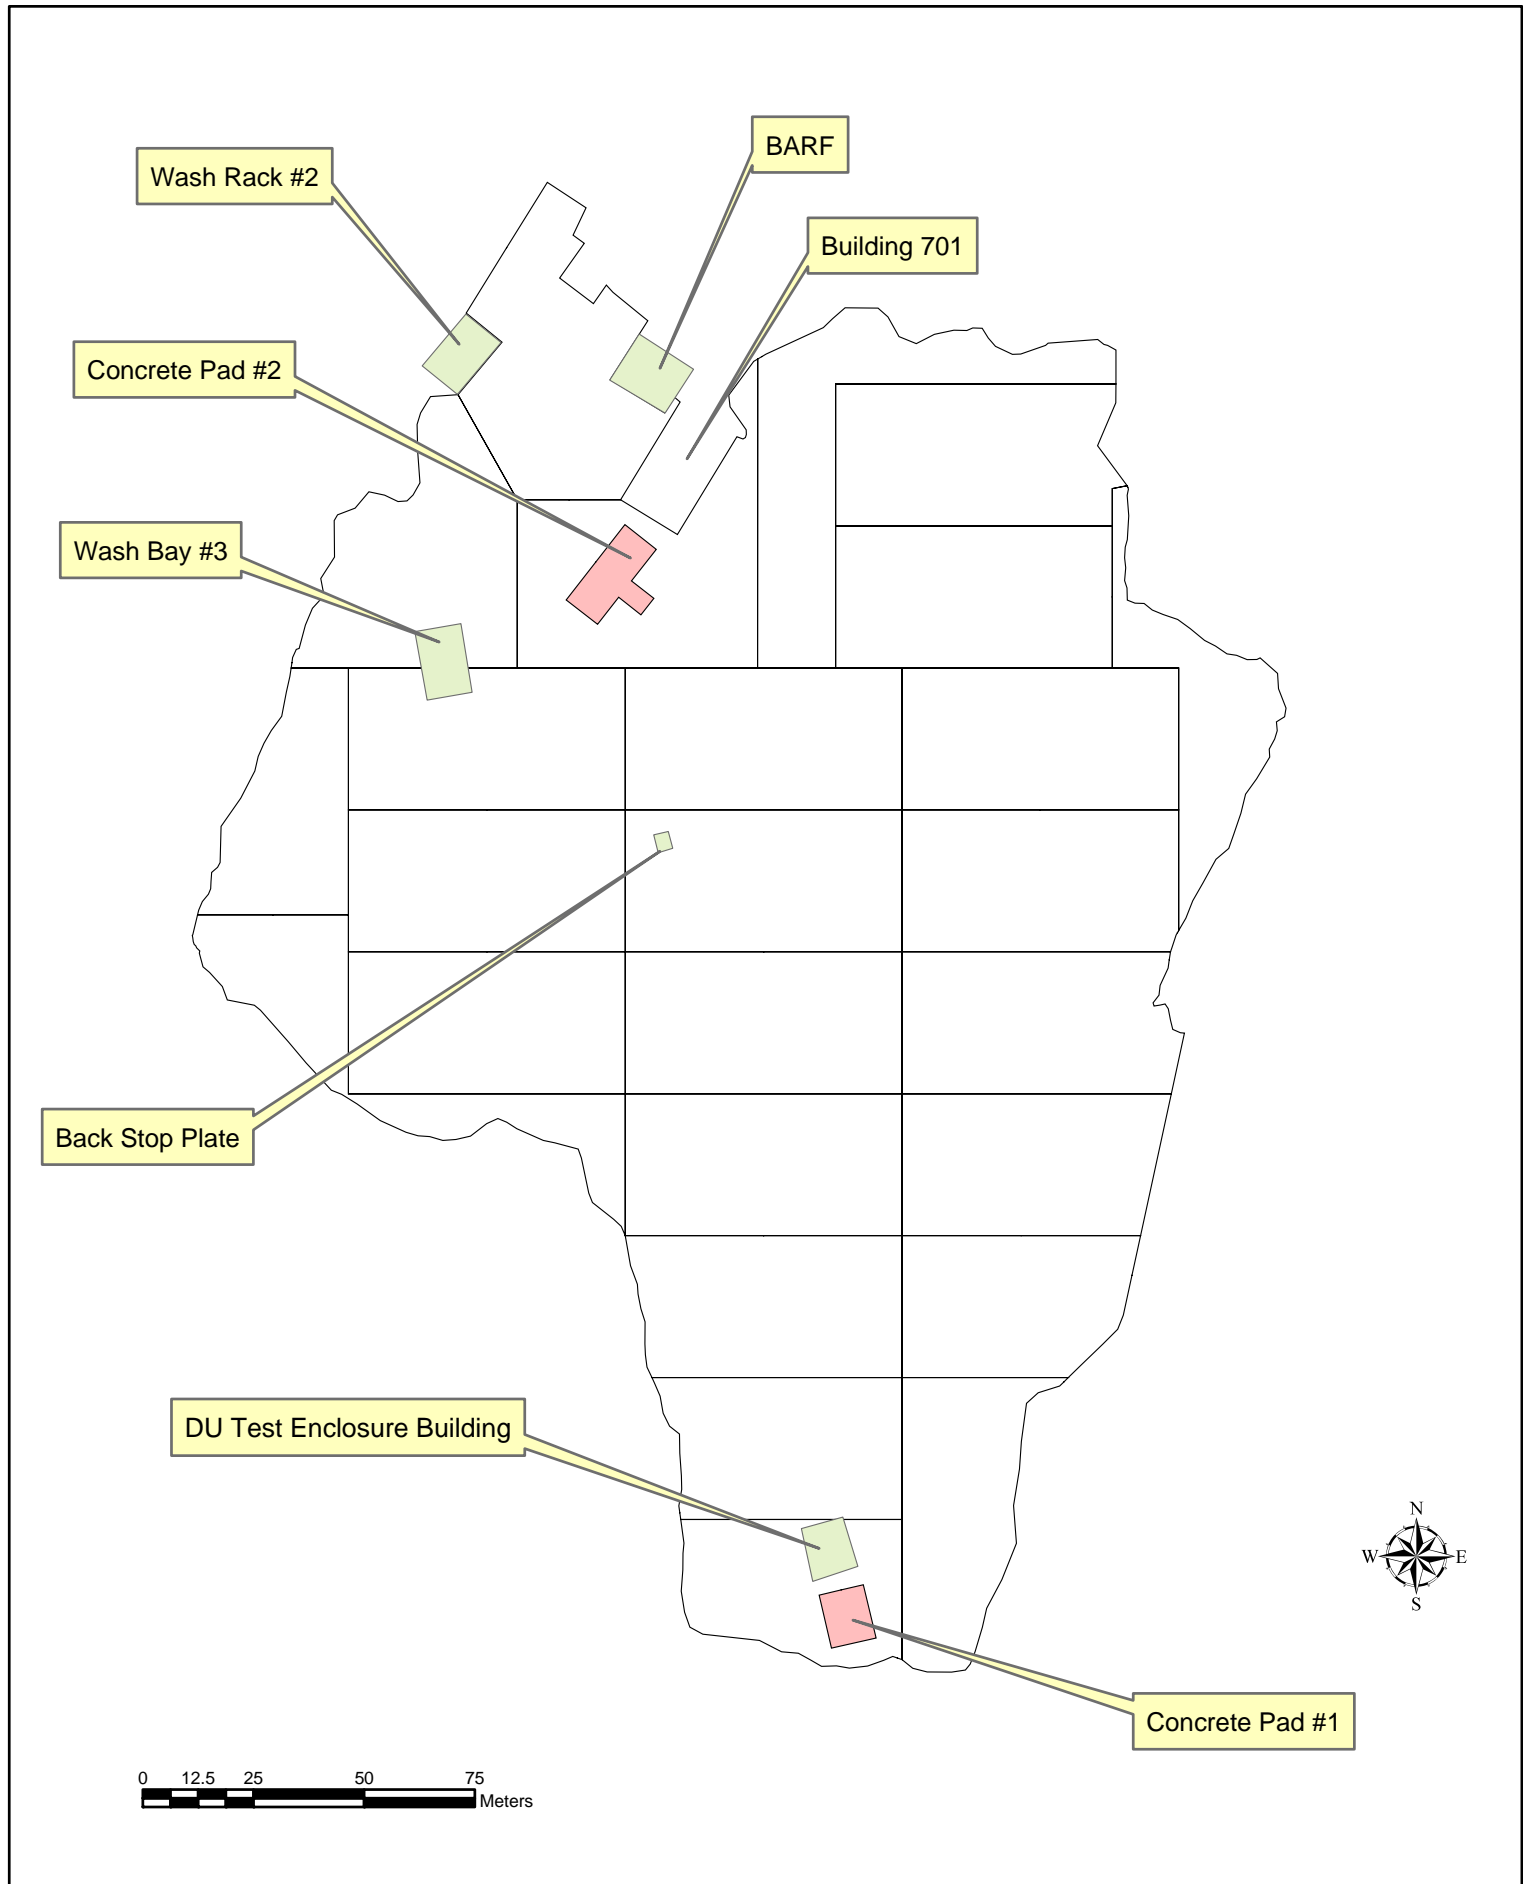 BARF
Wash Rack #2
Building 701
Concrete Pad #2
Wash Bay #3
Back Stop Plate
DU Test Enclosure Building
N
W E
S
Concrete Pad #1
0 12.5 25 50 75
Meters